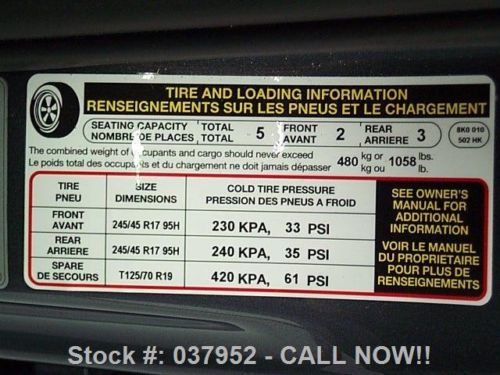 TIRE AND LOADING INFORMATION
RENSEIGNEMENTS SUR LES PNEUS ET LE CHARGEMENT
SEATING CAPACITY TOTAL 5 FRONT 2 REAR 3
NOMBRE DE PLACES TOTAL AVANT ARRIERE
8K0 010
502 HK
The combined weight of occupants and cargo should never exceed 480 kg or 1058 lbs.
Le poids total des occupants et du chargement ne doit jamais dépasser kg ou lb.
TIRE SIZE COLD TIRE PRESSURE
PNEU DIMENSIONS PRESSION DES PNEUS A FROID
FRONT
AVANT 245/45 R17 95H 230 KPA, 33 PSI
REAR
ARRIERE 245/45 R17 95H 240 KPA, 35 PSI
SPARE
DE SECOURS T125/70 R19 420 KPA, 61 PSI
SEE OWNER'S
MANUAL FOR
ADDITIONAL
INFORMATION
VOIR LE MANUEL
DU PROPRIETAIRE
POUR PLUS DE
RENSEIGNEMENTS
Stock #: 037952 - CALL NOW!!